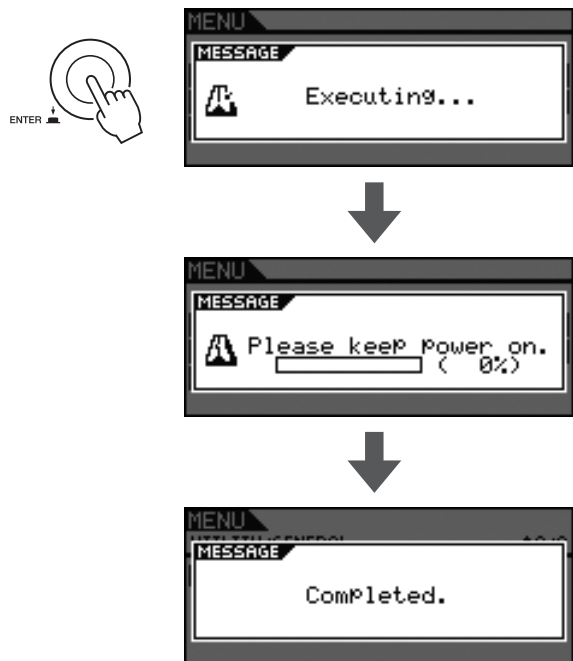 MENU
MESSAGE
Executing...
ENTER
MENU
MESSAGE
Please keep power on.
( 0%)
MENU
MESSAGE
Completed.